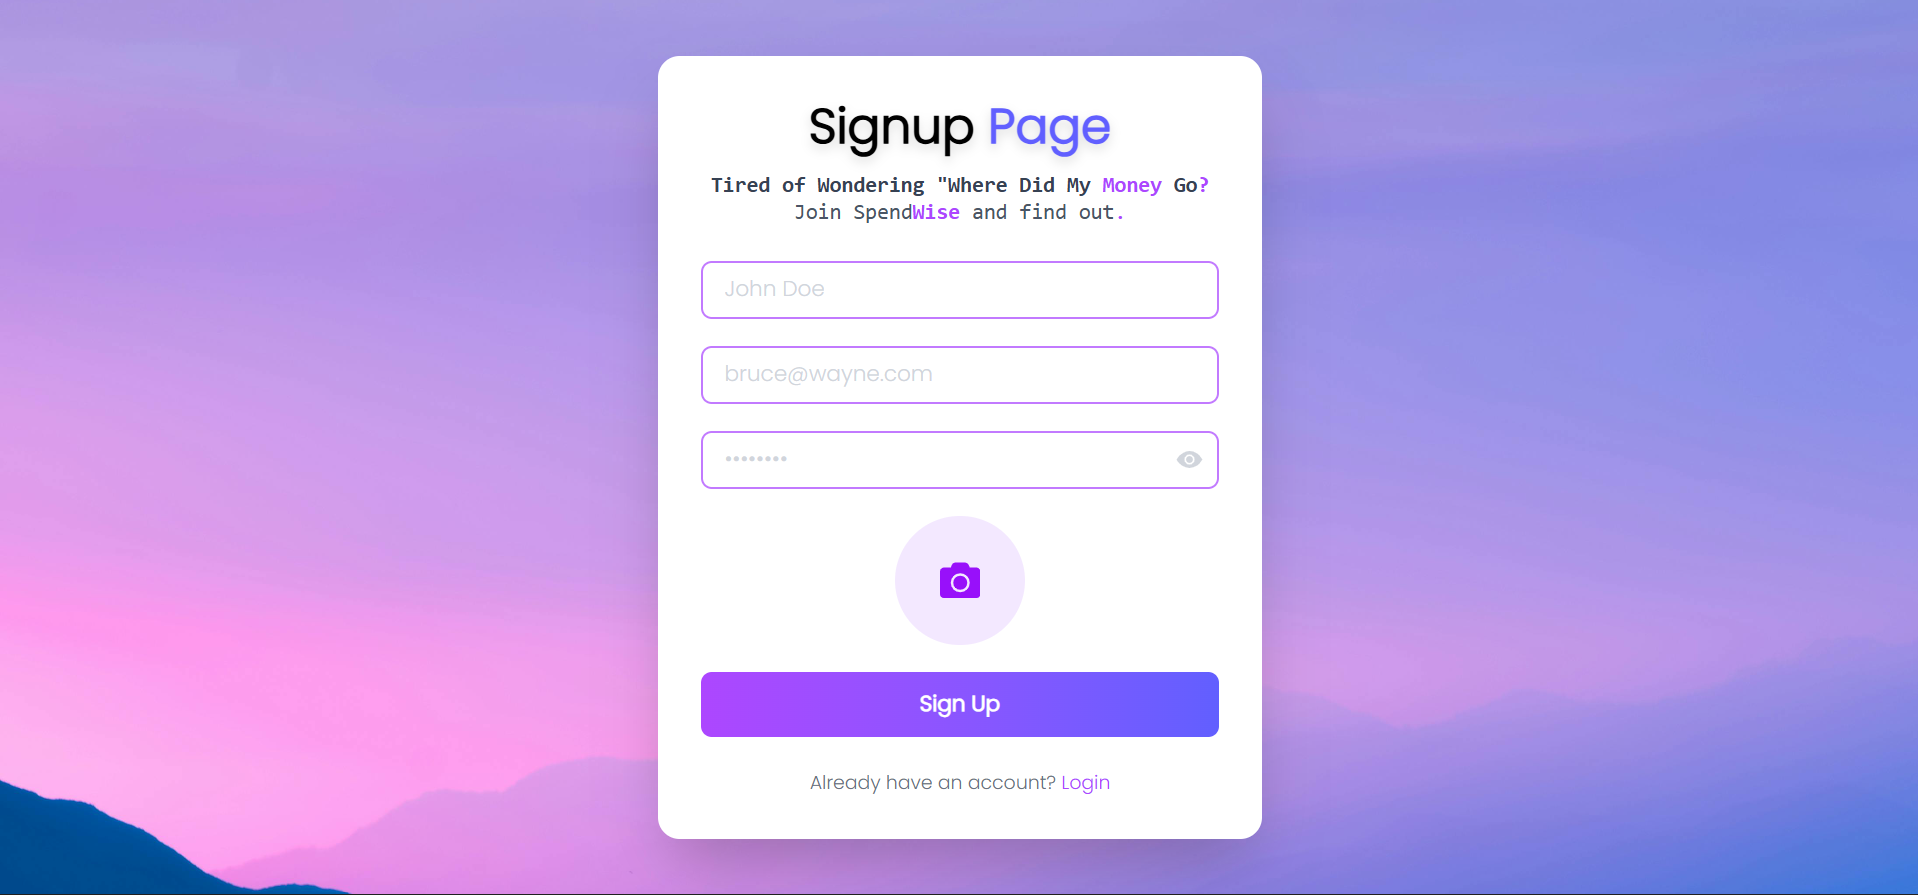 Signup Page
Tired of Wondering "Where Did My Money Go?
Join SpendWise and find out.
John Doe
bruce@wayne.com
••••••••
Sign Up
Already have an account? Login